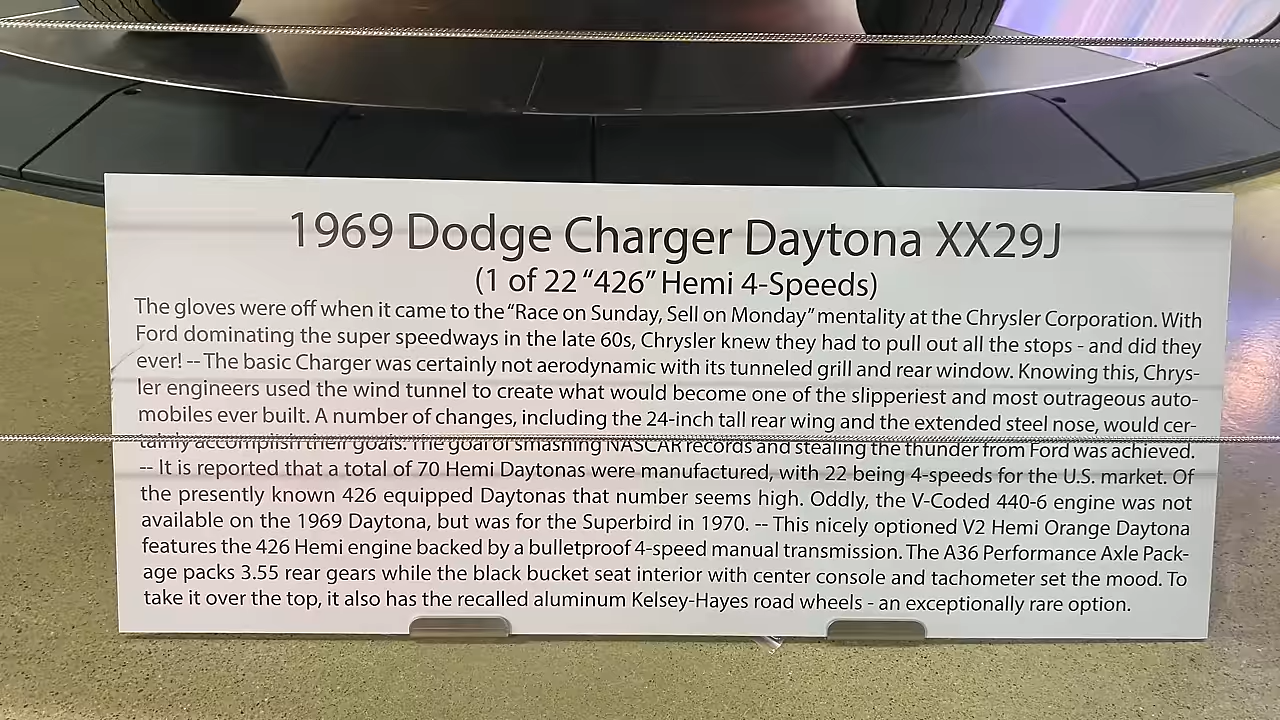 1969 Dodge Charger Daytona XX29J
(1 of 22 “426” Hemi 4-Speeds)
The gloves were off when it came to the “Race on Sunday, Sell on Monday” mentality at the Chrysler Corporation. With
Ford dominating the super speedways in the late 60s, Chrysler knew they had to pull out all the stops - and did they
ever! -- The basic Charger was certainly not aerodynamic with its tunneled grill and rear window. Knowing this, Chrys-
ler engineers used the wind tunnel to create what would become one of the slipperiest and most outrageous auto-
mobiles ever built. A number of changes, including the 24-inch tall rear wing and the extended steel nose, would cer-
tainly accomplish their goals. The goal of smashing NASCAR records and stealing the thunder from Ford was achieved.
-- It is reported that a total of 70 Hemi Daytonas were manufactured, with 22 being 4-speeds for the U.S. market. Of
the presently known 426 equipped Daytonas that number seems high. Oddly, the V-Coded 440-6 engine was not
available on the 1969 Daytona, but was for the Superbird in 1970. -- This nicely optioned V2 Hemi Orange Daytona
features the 426 Hemi engine backed by a bulletproof 4-speed manual transmission. The A36 Performance Axle Pack-
age packs 3.55 rear gears while the black bucket seat interior with center console and tachometer set the mood. To
take it over the top, it also has the recalled aluminum Kelsey-Hayes road wheels - an exceptionally rare option.